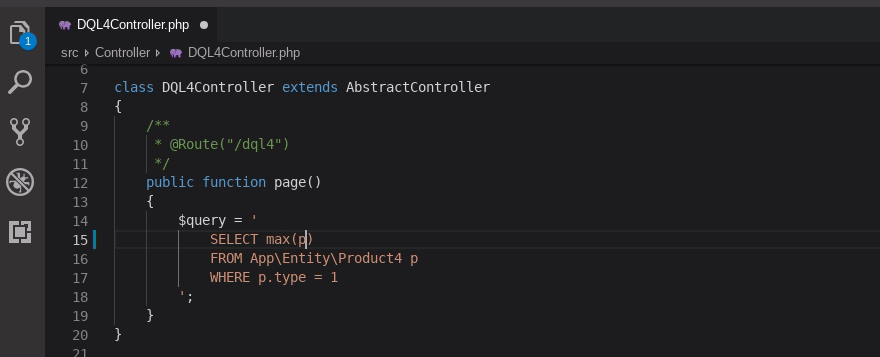 DQL4Controller.php
src Controller DQL4Controller.php
1
6
7 class DQL4Controller extends AbstractController
8 {
9 /**
10 * @Route("/dql4")
11 */
12 public function page()
13 {
14 $query = '
15 SELECT max(p)
16 FROM App\Entity\Product4 p
17 WHERE p.type = 1
18 ';
19 }
20 }
21